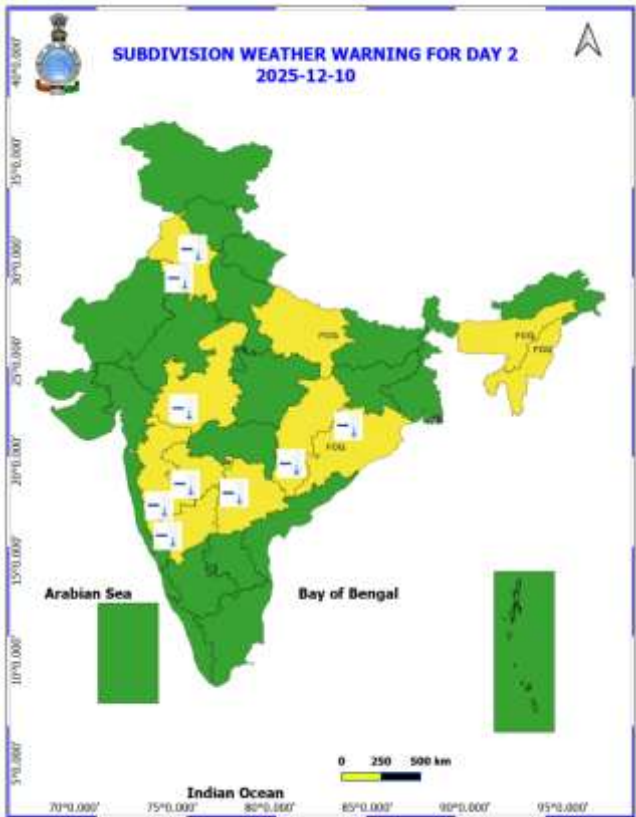 SUBDIVISION WEATHER WARNING FOR DAY 2
2025-12-10
40°0.000'
35°0.000'
30°0.000'
25°0.000'
20°0.000'
15°0.000'
10°0.000'
5°0.000'
FOG
FOG
FOG
FOG
Arabian Sea
Bay of Bengal
0 250 500 km
Indian Ocean
70°0.000' 75°0.000' 80°0.000' 85°0.000' 90°0.000' 95°0.000'